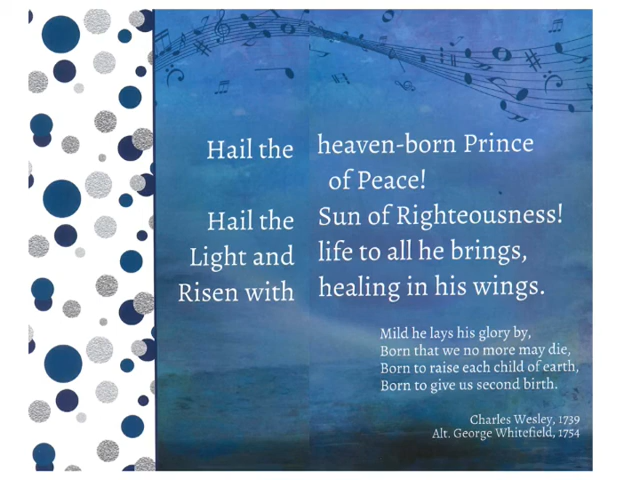 Hail the heaven-born Prince
of Peace!
Hail the Sun of Righteousness!
Light and life to all he brings,
Risen with healing in his wings.
Mild he lays his glory by,
Born that we no more may die,
Born to raise each child of earth,
Born to give us second birth.
Charles Wesley, 1739
Alt. George Whitefield, 1754